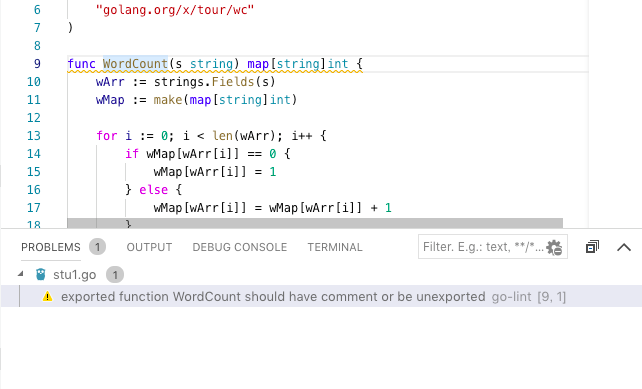 6 "golang.org/x/tour/wc"
7 )
8
9 func WordCount(s string) map[string]int {
10 wArr := strings.Fields(s)
11 wMap := make(map[string]int)
12
13 for i := 0; i < len(wArr); i++ {
14 if wMap[wArr[i]] == 0 {
15 wMap[wArr[i]] = 1
16 } else {
17 wMap[wArr[i]] = wMap[wArr[i]] + 1
18 }
PROBLEMS 1 OUTPUT DEBUG CONSOLE TERMINAL Filter. E.g.: text, **/*...
stu1.go 1
exported function WordCount should have comment or be unexported go-lint [9, 1]